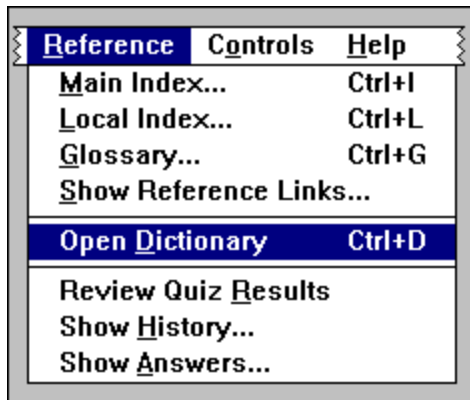 Reference Controls Help
Main Index... Ctrl+I
Local Index... Ctrl+L
Glossary... Ctrl+G
Show Reference Links...
Open Dictionary Ctrl+D
Review Quiz Results
Show History...
Show Answers...